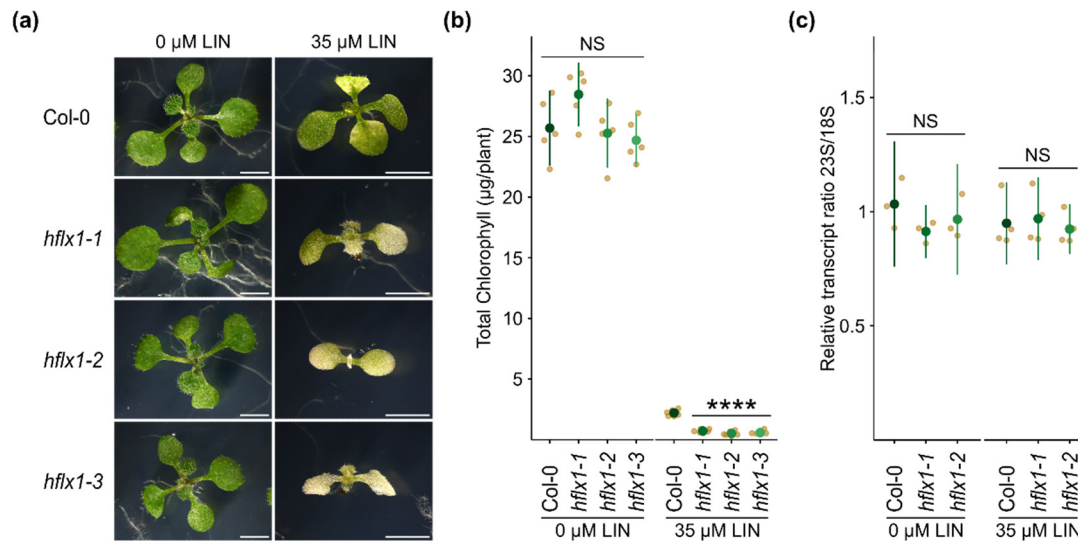 (a)
0 µM LIN
35 µM LIN
Col-0
hflx1-1
hflx1-2
hflx1-3
(b)
Total Chlorophyll (µg/plant)
30
25
20
15
10
5
NS
****
Col-0
hflx1-1
hflx1-2
hflx1-3
Col-0
hflx1-1
hflx1-2
hflx1-3
0 µM LIN
35 µM LIN
(c)
Relative transcript ratio 23S/18S
1.5
1
0.5
NS
NS
Col-0
hflx1-1
hflx1-2
Col-0
hflx1-1
hflx1-2
0 µM LIN
35 µM LIN